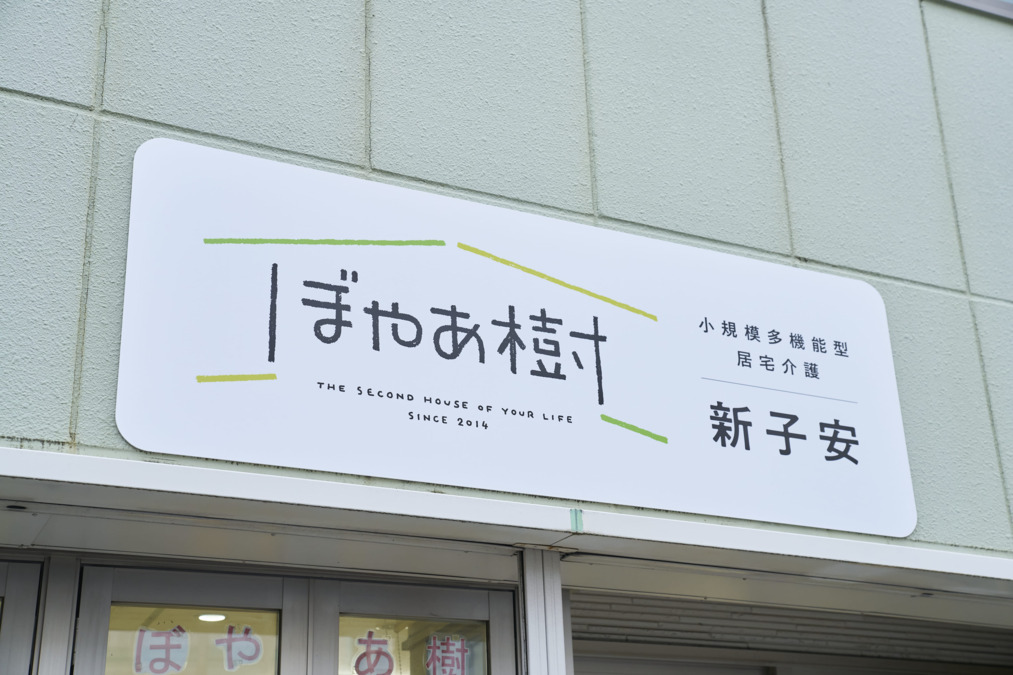 ぼやあ樹
THE SECOND HOUSE OF YOUR LIFE
SINCE 2014
小規模多機能型
居宅介護
新子安
ぼやあ樹